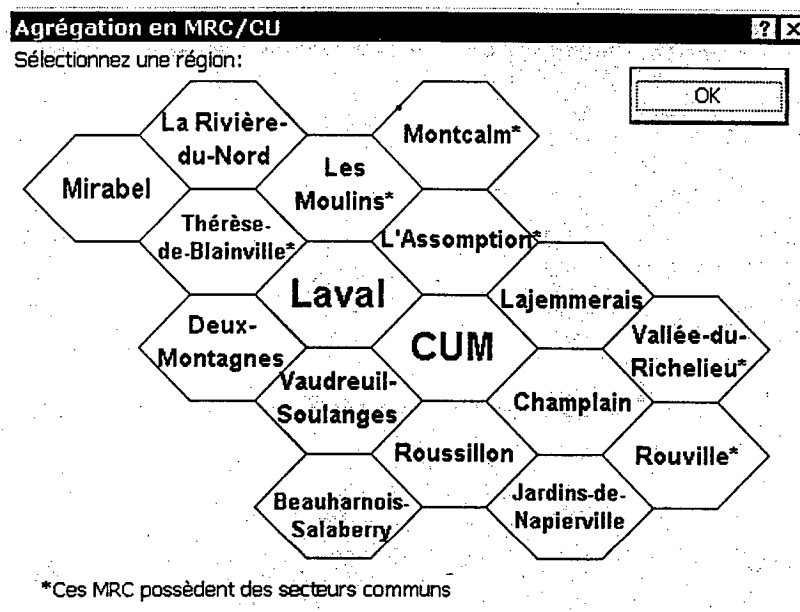 Agrégation en MRC/CU
Sélectionnez une région:
OK
La Rivière-
du-Nord
Montcalm*
Mirabel
Les
Moulins*
Thérèse-
de-Blainville*
L'Assomption*
Laval
Lajemmerais
Deux-
Montagnes
CUM
Vallée-du-
Richelieu*
Vaudreuil-
Soulanges
Champlain
Roussillon
Rouville*
Beauharnois-
Salaberry
Jardins-de-
Napierville
*Ces MRC possèdent des secteurs communs